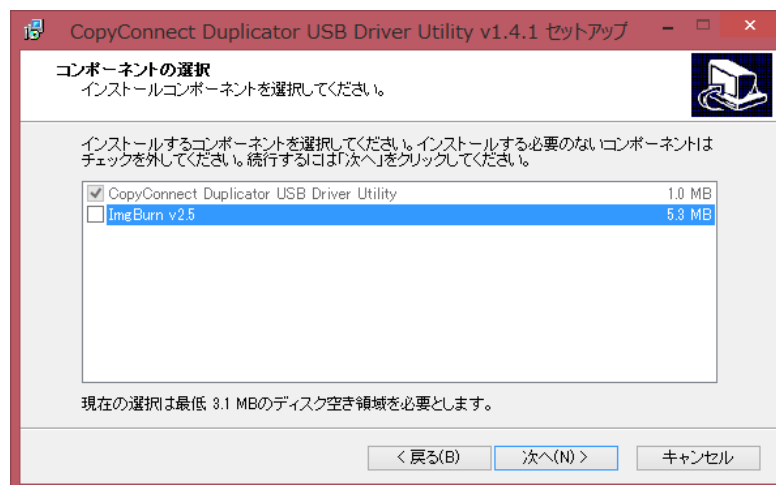 CopyConnect Duplicator USB Driver Utility v1.4.1 セットアップ
コンポーネントの選択
インストールコンポーネントを選択してください。
インストールするコンポーネントを選択してください。インストールする必要のないコンポーネントは
チェックを外してください。続行するには「次へ」をクリックしてください。
CopyConnect Duplicator USB Driver Utility 1.0 MB
ImgBurn v2.5 5.3 MB
現在の選択は最低 3.1 MBのディスク空き領域を必要とします。
< 戻る(B) 次へ(N) > キャンセル